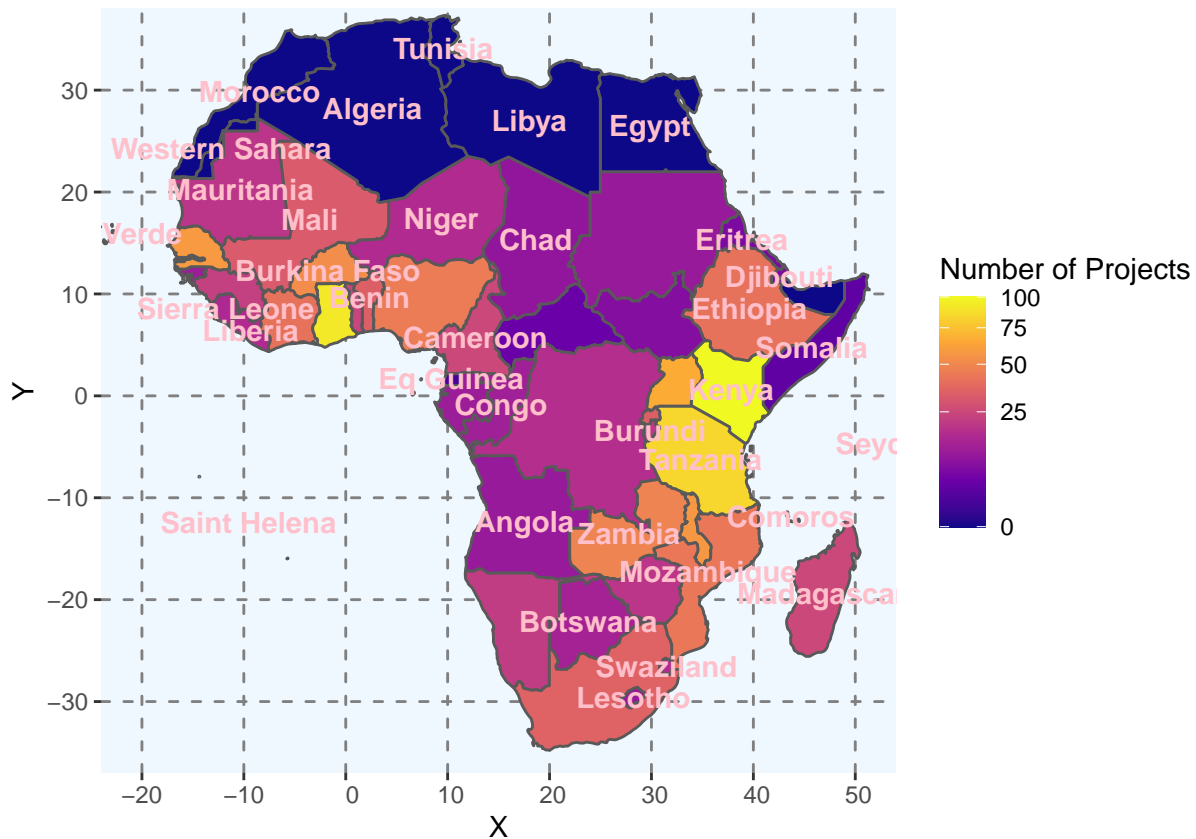 Tunisia
Morocco
Algeria
Libya
Egypt
Western Sahara
Mauritania
Mali
Niger
Verde
Chad
Eritrea
Burkina Faso
Djibouti
Benin
Sierra Leone
Ethiopia
Liberia
Cameroon
Somalia
Eq Guinea
Kenya
Congo
Burundi
Seyc
Tanzania
Saint Helena
Angola
Comoros
Zambia
Mozambique
Madagascar
Botswana
Swaziland
Lesotho
30
20
10
0
−10
−20
−30
Y
−20
−10
0
10
20
30
40
50
X
Number of Projects
100
75
50
25
0